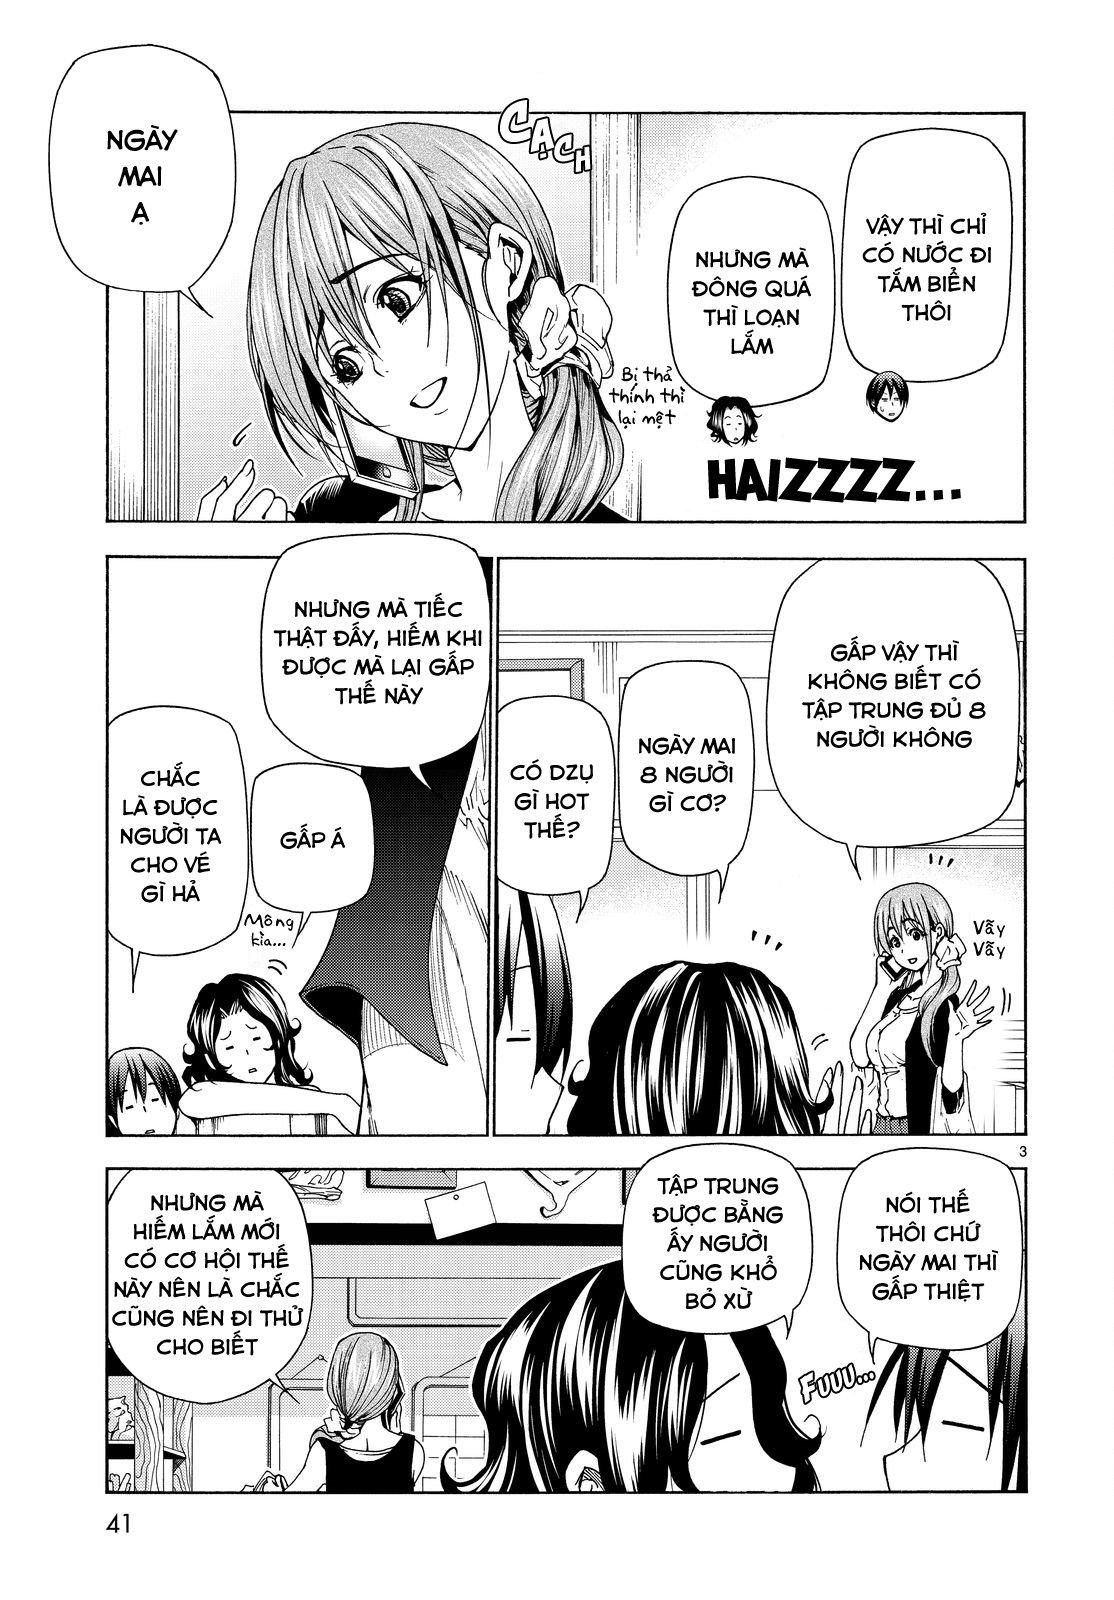 VẬY THÌ CHỈ
CÓ NƯỚC ĐI
TẮM BIỂN
THÔI
NHƯNG MÀ
ĐÔNG QUÁ
THÌ LOẠN
LẮM
Bị thả
thính thì
lại mệt
HAIZZZZ...
CẠCH
NGÀY
MAI
Ạ
GẤP VẬY THÌ
KHÔNG BIẾT CÓ
TẬP TRUNG ĐỦ 8
NGƯỜI KHÔNG
Vẫy
Vẫy
NGÀY MAI
8 NGƯỜI
GÌ CƠ?
CÓ DZỤ
GÌ HOT
THẾ?
NHƯNG MÀ TIẾC
THẬT ĐẤY, HIẾM KHI
ĐƯỢC MÀ LẠI GẤP
THẾ NÀY
GẤP Á
Mông
kìa...
CHẮC
LÀ ĐƯỢC
NGƯỜI TA
CHO VÉ
GÌ HẢ
3
NÓI THẾ
THÔI CHỨ
NGÀY MAI THÌ
GẤP THIỆT
TẬP TRUNG
ĐƯỢC BẰNG
ẤY NGƯỜI
CŨNG KHỔ
BỎ XỪ
FUUU...
NHƯNG MÀ
HIẾM LẮM MỚI
CÓ CƠ HỘI THẾ
NÀY NÊN LÀ CHẮC
CŨNG NÊN ĐI THỬ
CHO BIẾT
41